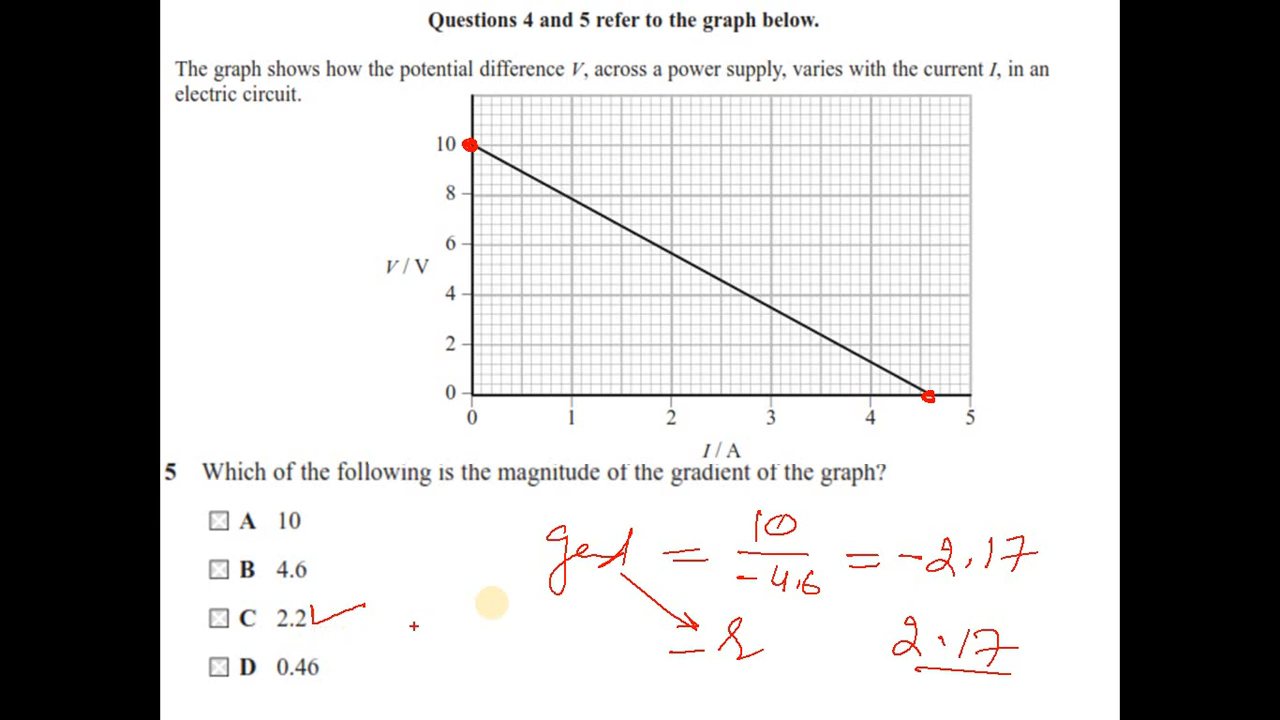 Questions 4 and 5 refer to the graph below.
The graph shows how the potential difference V, across a power supply, varies with the current I, in an
electric circuit.
10
8
6
V / V
4
2
0
0 1 2 3 4 5
I / A
5 Which of the following is the magnitude of the gradient of the graph?
A 10
B 4.6
C 2.2
D 0.46
= 10 / -4.6 = -2.17
2.17